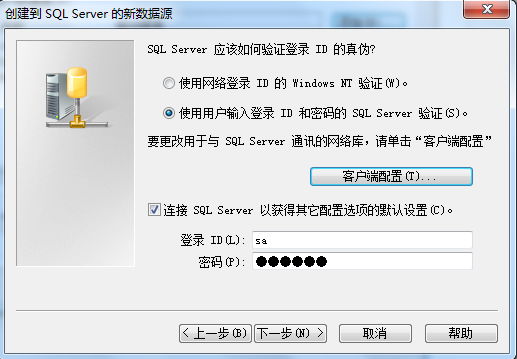 创建到 SQL Server 的新数据源
SQL Server 应该如何验证登录 ID 的真伪?
使用网络登录 ID 的 Windows NT 验证(W)。
使用用户输入登录 ID 和密码的 SQL Server 验证(S)。
要更改用于与 SQL Server 通讯的网络库，请单击“客户端配置”
客户端配置(T)...
连接 SQL Server 以获得其它配置选项的默认设置(C)。
登录 ID(L): sa
密码(P): ●●●●●●
< 上一步(B) 下一步(N) > 取消 帮助